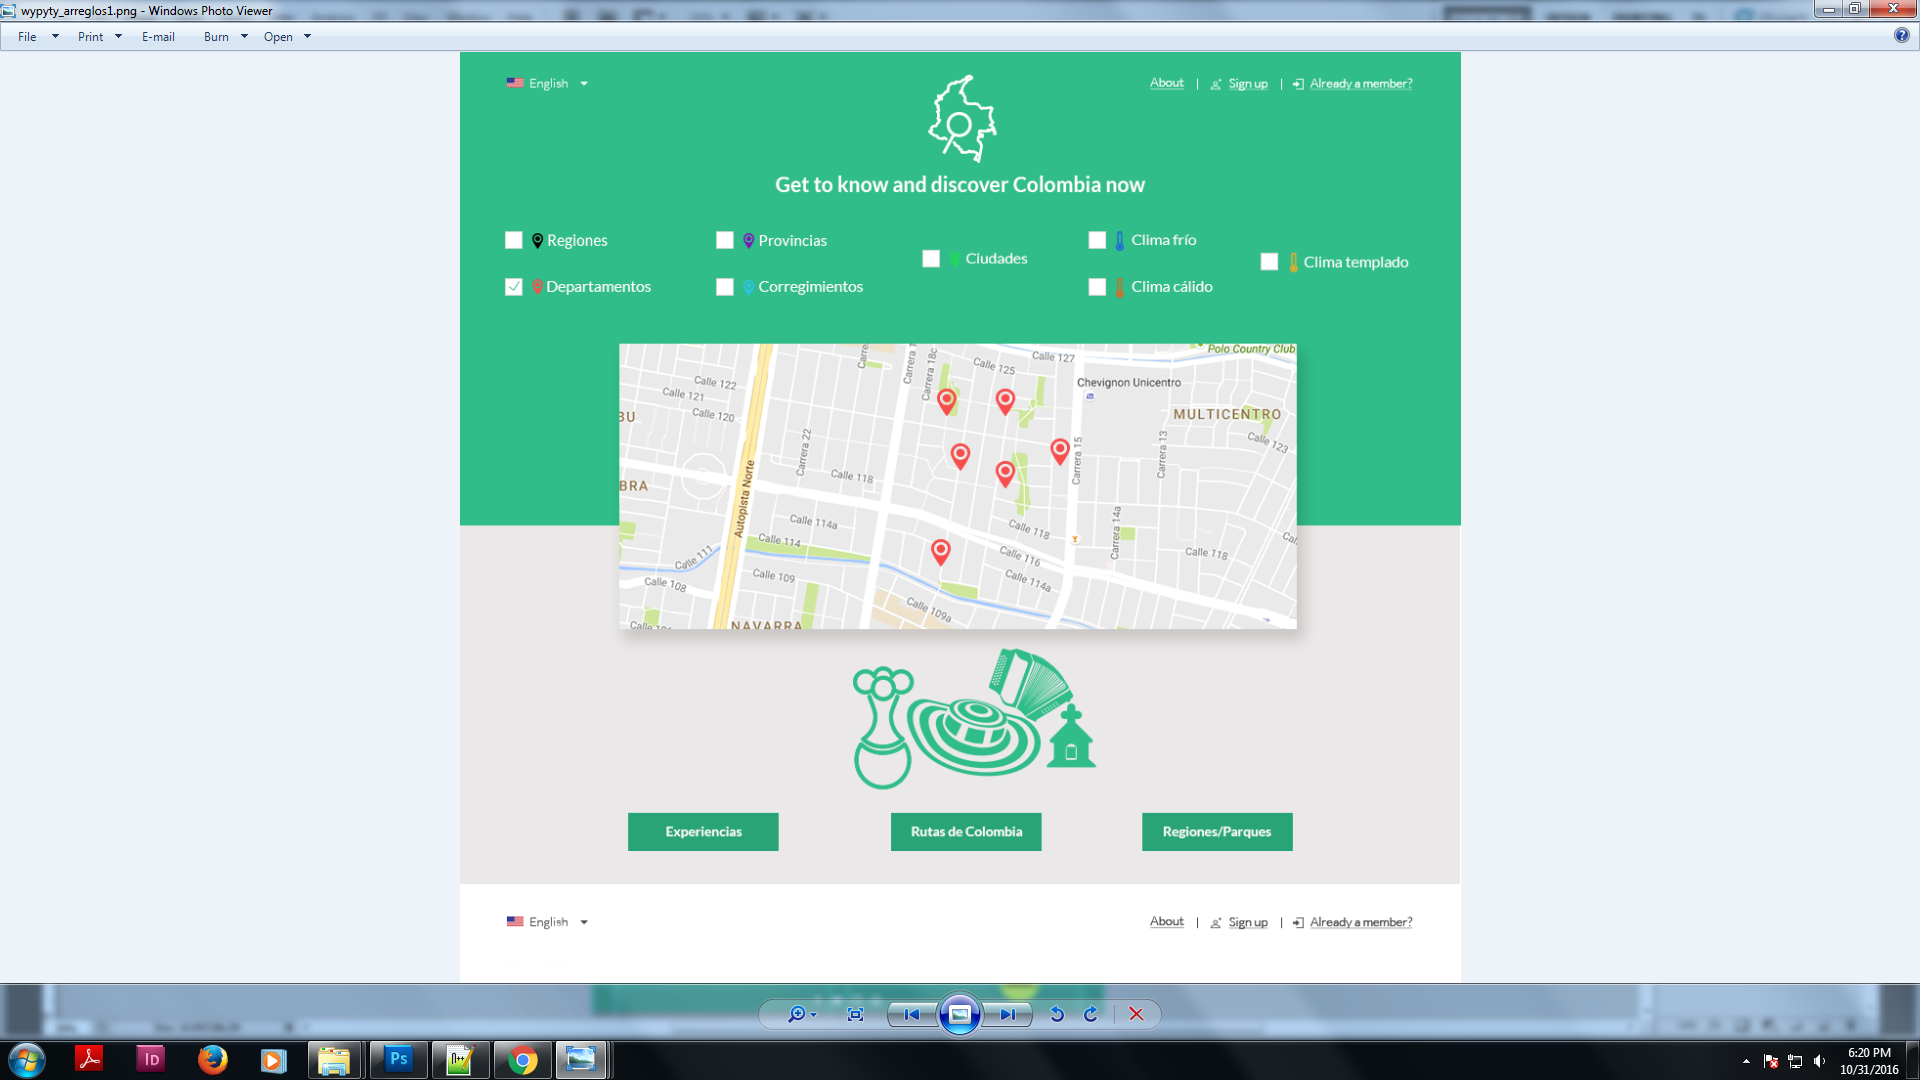 wypyty_arreglos1.png - Windows Photo Viewer
File Print E-mail Burn Open
English About | Sign up | Already a member?
Get to know and discover Colombia now
Regiones Provincias Clima frío
Ciudades Clima templado
Departamentos Corregimientos Clima cálido
Polo Country Club
Calle 127
Carrera 18c
Calle 125
Chevignon Unicentro
Calle 122
Calle 121
Calle 120
BU
MULTICENTRO
Calle 123
Carrera 22
Carrera 15
Carrera 13
Calle 118
BRA
Autopista Norte
Calle 114a
Calle 118
Carrera 14a
Calle 114
Calle 111
Calle 116
Calle 118
Calle 109
Calle 114a
Calle 108
Calle 109a
NAVARRA
Experiencias Rutas de Colombia Regiones/Parques
English About | Sign up | Already a member?
Id Ps
6:20 PM
10/31/2016